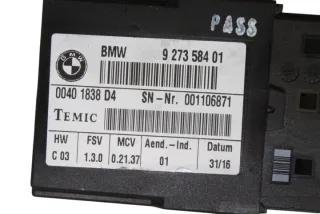 PASS
BMW 9 273 584 01
BMW
0040 1838 D4 SN-Nr. 001106871
TEMIC
HW FSV MCV Aend.-Ind. Datum
C 03 1.3.0 0.21.37 01 31/16